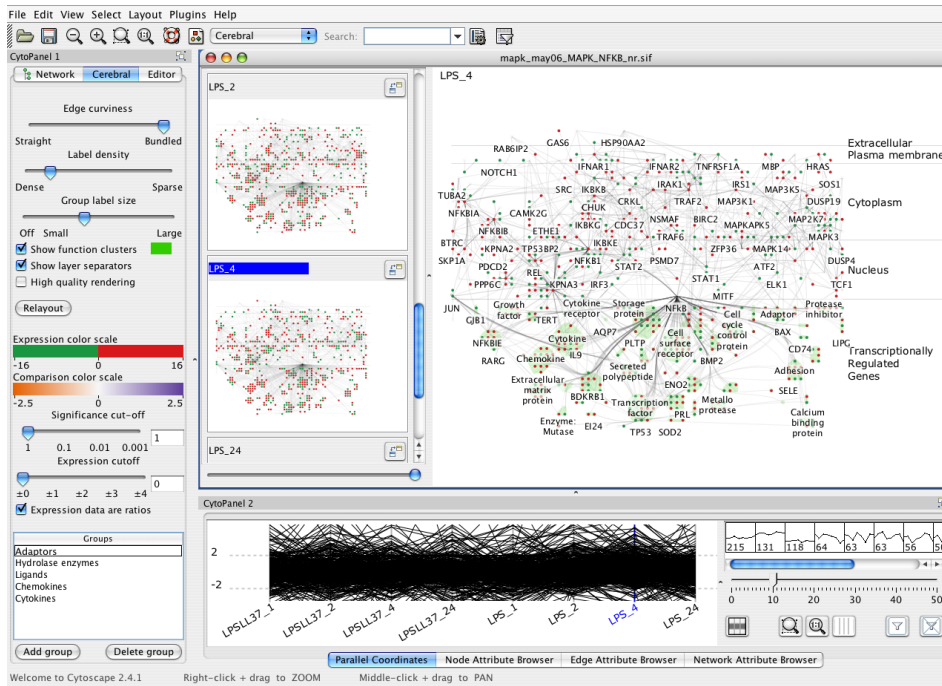 File Edit View Select Layout Plugins Help
Cerebral Search:
CytoPanel 1
mapk_may06_MAPK_NFKB_nr.sif
Network Cerebral Editor
Edge curviness
Straight Bundled
Label density
Dense Sparse
Group label size
Off Small Large
Show function clusters
Show layer separators
High quality rendering
Relayout
Expression color scale
-16 0 16
Comparison color scale
-2.5 0 2.5
Significance cut-off
1
1 0.1 0.01 0.001
Expression cutoff
0
±0 ±1 ±2 ±3 ±4
Expression data are ratios
Groups
Adaptors
Hydrolase enzymes
Ligands
Chemokines
Cytokines
Add group Delete group
LPS_2
LPS_4
LPS_24
LPS_4
GAS6 HSP90AA2
RAB6IP2
Extracellular
Plasma membrane
NOTCH1 IFNAR1 IFNAR2 TNFRSF1A MBP HRAS
SRC IKBKB IRAK1 IRS1 MAP3K5 SOS1
TUBA2 CRKL TRAF2 MAP3K1 DUSP19
Cytoplasm
NFKBIA CAMK2G CHUK NSMAF BIRC2 MAP2K7
NFKBIB ETHE1 IKBKG CDC37 MAPKAPK5
BTRC KPNA2 TP53BP2 IKBKE TRAF6 ZFP36 MAPK14 MAPK3
SKP1A PDCD2 REL NFKB1 STAT2 PSMD7 ATF2 DUSP4
Nucleus
PPP6C KPNA3 IRF3 STAT1 ELK1 TCF1
MITF
JUN Growth factor Cytokine receptor Storage protein NFkB Cell cycle control protein Adaptor Protease inhibitor
GJB1 TERT AQP7 BAX
NFKBIE Cytokine PLTP Cell surface receptor CD74 LIPG
Transcriptionally
Regulated
Genes
RARG Chemokine IL9 BMP2
Extracellular matrix protein Secreted polypeptide ENO2 Adhesion
BDKRB1 Metallo protease SELE
Transcription factor PRL Calcium binding protein
Enzyme: Mutase EI24 TP53 SOD2
CytoPanel 2
2
-2
LPSLL37_1 LPSLL37_2 LPSLL37_4 LPSLL37_24 LPS_1 LPS_2 LPS_4 LPS_24
215 131 118 64 63 63 56
0 10 20 30 40 50
Parallel Coordinates Node Attribute Browser Edge Attribute Browser Network Attribute Browser
Welcome to Cytoscape 2.4.1 Right-click + drag to ZOOM Middle-click + drag to PAN